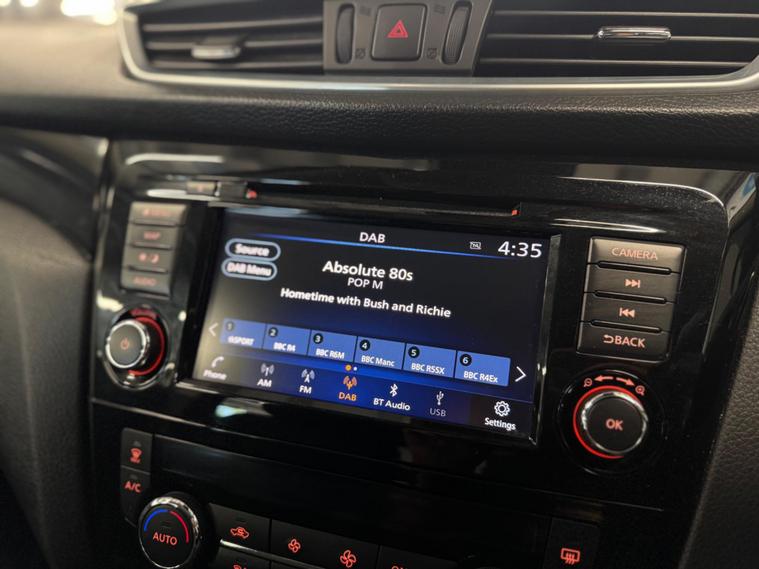 DAB
4:35
Source
DAB Menu
Absolute 80s
POP M
Hometime with Bush and Richie
1
2 BBC R4
3 BBC R6M
4 BBC Manc
5 BBC R5SX
6 BBC R4Ex
Phone
AM
FM
DAB
BT Audio
USB
Settings
MAP
AUDIO
CAMERA
BACK
OK
A/C
AUTO